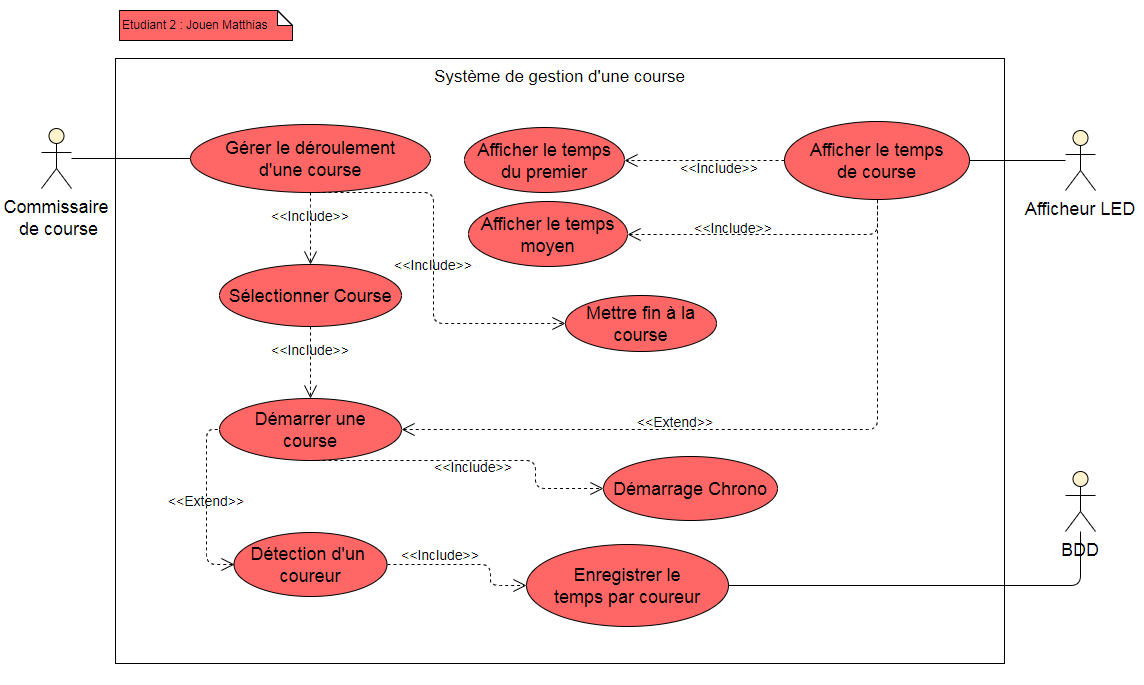 Etudiant 2 : Jouen Matthias
Système de gestion d'une course
Commissaire
de course
Gérer le déroulement
d'une course
Afficher le temps
du premier
<<Include>>
Afficher le temps
de course
Afficheur LED
<<Include>>
Afficher le temps
moyen
<<Include>>
<<Include>>
Sélectionner Course
Mettre fin à la
course
<<Include>>
Démarrer une
course
<<Extend>>
<<Include>>
Démarrage Chrono
<<Extend>>
Détection d'un
coureur
<<Include>>
Enregistrer le
temps par coureur
BDD